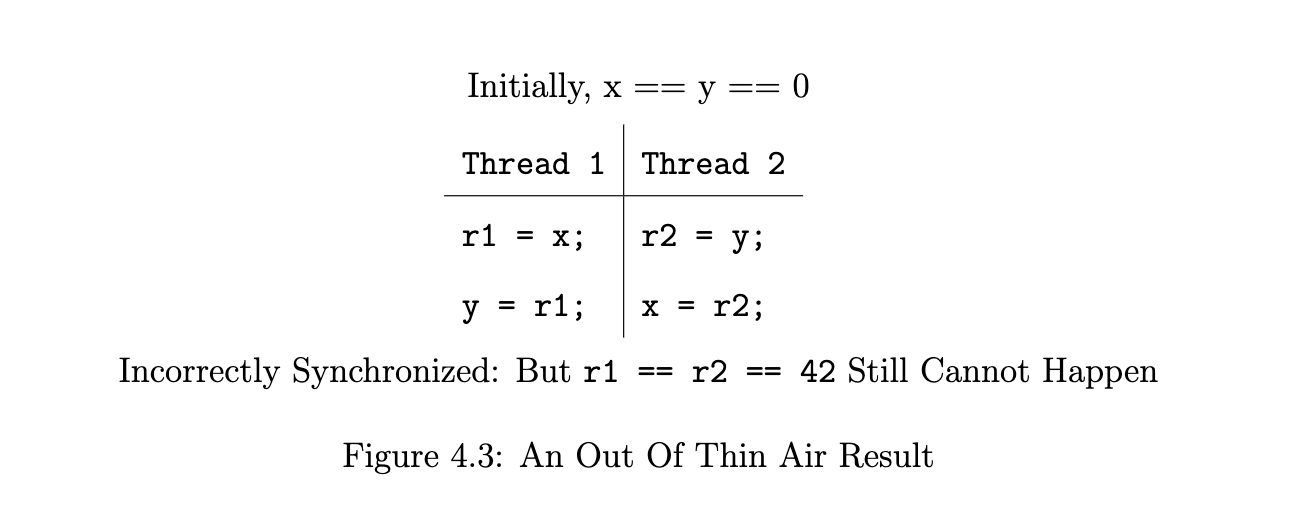 Initially, x == y == 0
Thread 1 Thread 2
r1 = x; r2 = y;
y = r1; x = r2;
Incorrectly Synchronized: But r1 == r2 == 42 Still Cannot Happen
Figure 4.3: An Out Of Thin Air Result